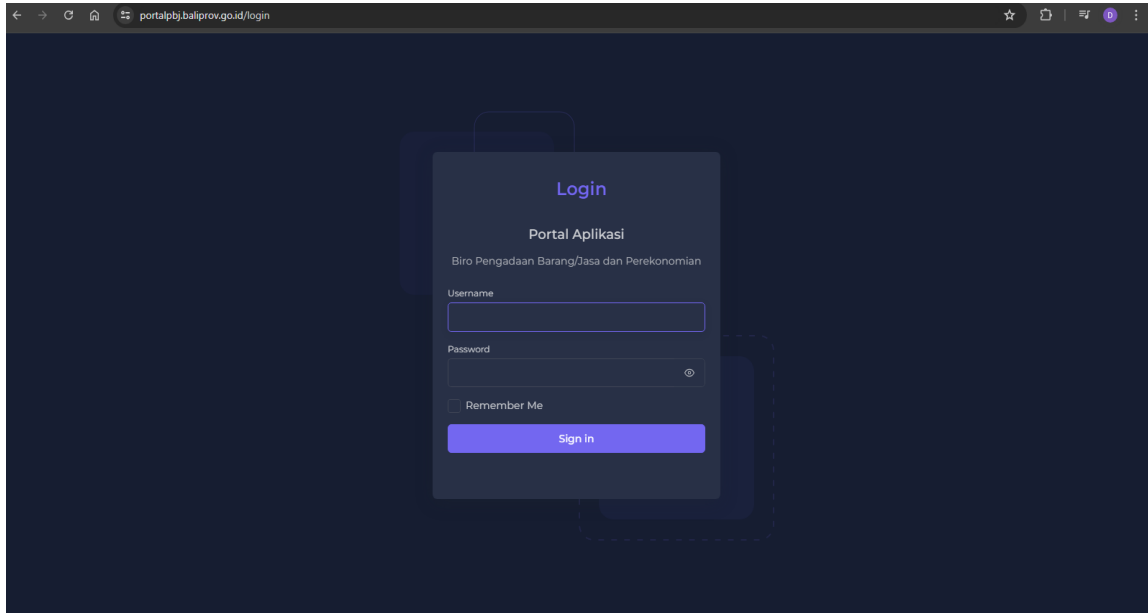 portalpbj.baliprov.go.id/login
D
Login
Portal Aplikasi
Biro Pengadaan Barang/Jasa dan Perekonomian
Username
Password
Remember Me
Sign in